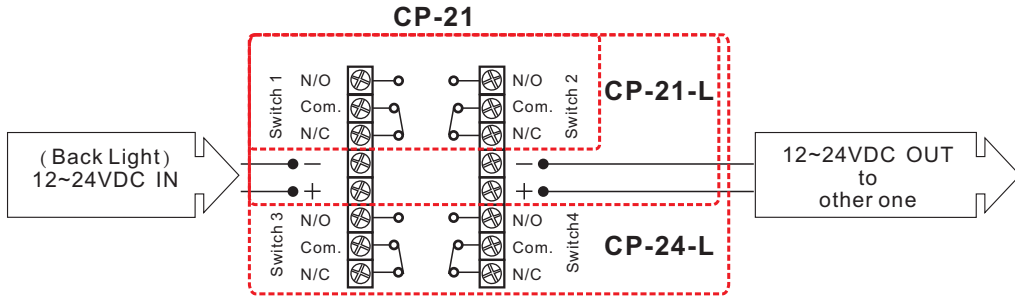 CP-21
Switch 1
N/O
Com.
N/C
N/O
Com.
N/C
Switch 2
CP-21-L
(Back Light)
12~24VDC IN
−
+
−
+
12~24VDC OUT
to
other one
Switch 3
N/O
Com.
N/C
N/O
Com.
N/C
Switch4
CP-24-L